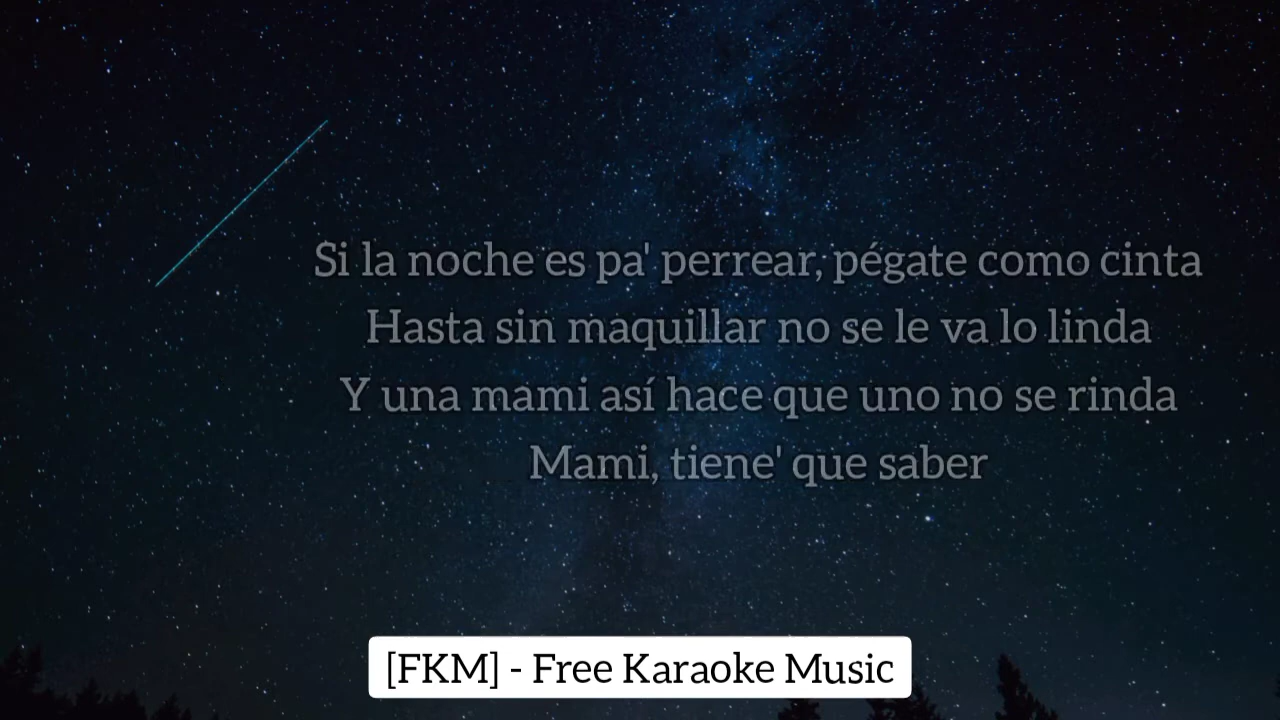 Si la noche es pa' perrear, pégate como cinta
Hasta sin maquillar no se le va lo linda
Y una mami así hace que uno no se rinda
Mami, tiene' que saber
[FKM] - Free Karaoke Music